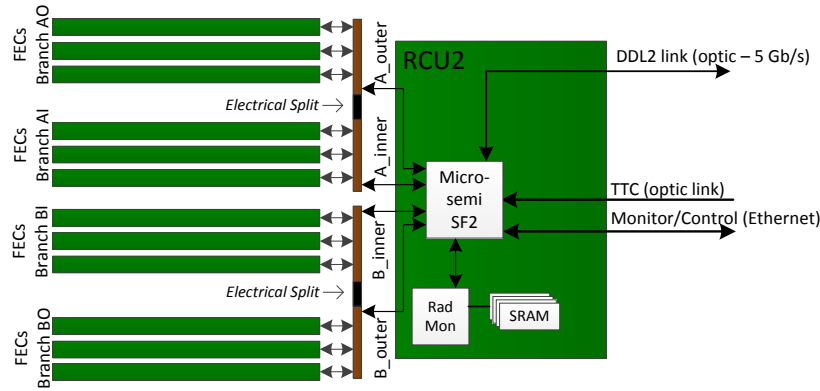 FECs
Branch AO
A_outer
Electrical Split
FECs
Branch AI
A_inner
FECs
Branch BI
B_inner
Electrical Split
FECs
Branch BO
B_outer
RCU2
Micro-
semi
SF2
Rad
Mon
SRAM
DDL2 link (optic – 5 Gb/s)
TTC (optic link)
Monitor/Control (Ethernet)